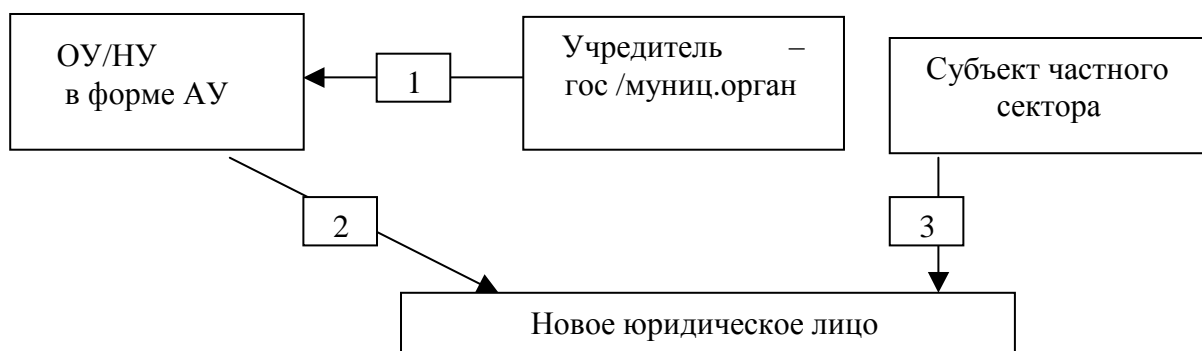 ОУ/НУ
в форме АУ
1
Учредитель –
гос /муниц.орган
Субъект частного
сектора
2
3
Новое юридическое лицо